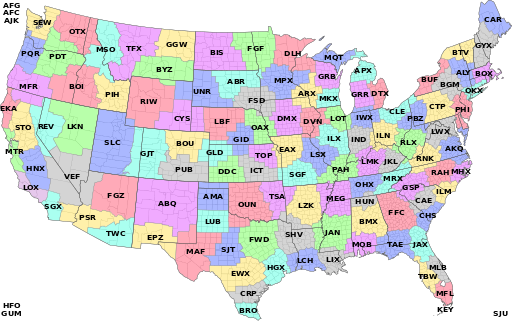 AFG
AFC
AJK
CAR
SEW
OTX
MSO
TFX
GGW
BIS
FGF
DLH
MQT
GYX
BTV
PQR
PDT
BYZ
UNR
ABR
MPX
GRB
APX
ALY
BOX
BUF
BGM
OKX
MFR
BOI
PIH
RIW
CYS
LBF
FSD
ARX
MKX
GRR
DTX
CLE
CTP
PHI
EKA
STO
REV
LKN
SLC
GJT
BOU
GLD
GID
OAX
DMX
DVN
LOT
IWX
ILN
PBZ
LWX
MTR
HNX
VEF
PUB
DDC
ICT
TOP
EAX
LSX
ILX
IND
RLX
AKQ
LOX
SGX
PSR
FGZ
ABQ
AMA
OUN
TSA
SGF
PAH
LMK
JKL
RNK
MRX
RAH
MHX
TWC
EPZ
LUB
LZK
MEG
OHX
HUN
GSP
CAE
ILM
MAF
SJT
FWD
SHV
JAN
BMX
FFC
CHS
EWX
HGX
LCH
LIX
MOB
TAE
JAX
CRP
BRO
TBW
MLB
MFL
KEY
HFO
GUM
SJU